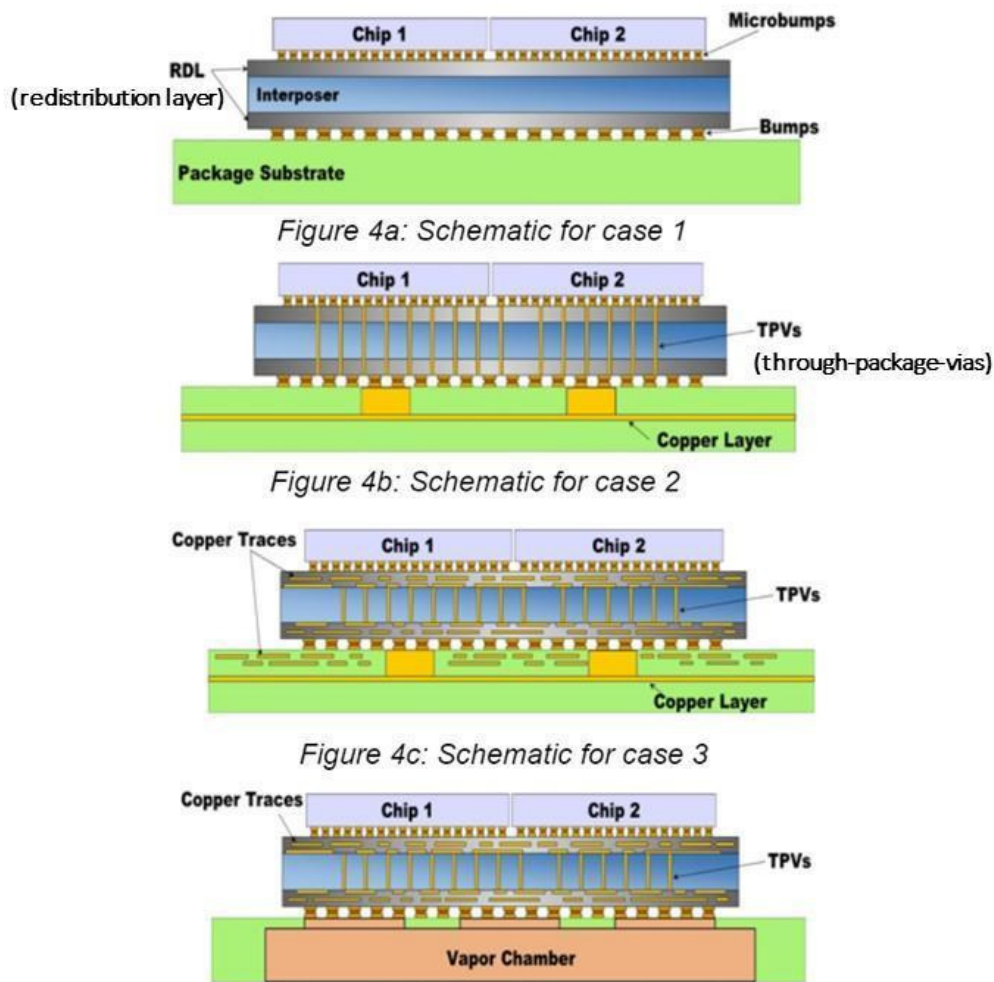 Chip 1 Chip 2 Microbumps
RDL
(redistribution layer)
Interposer
Bumps
Package Substrate
Figure 4a: Schematic for case 1
Chip 1 Chip 2
TPVs
(through-package-vias)
Copper Layer
Figure 4b: Schematic for case 2
Copper Traces
Chip 1 Chip 2
TPVs
Copper Layer
Figure 4c: Schematic for case 3
Copper Traces
Chip 1 Chip 2
TPVs
Vapor Chamber